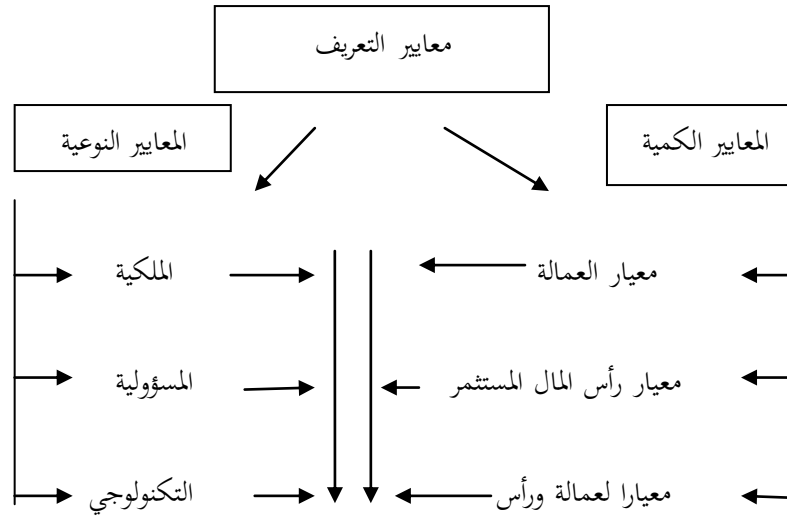 معايير التعريف
المعايير الكمية
المعايير النوعية
معيار العمالة
الملكية
معيار رأس المال المستثمر
المسؤولية
معيارا لعمالة ورأس
التكنولوجي